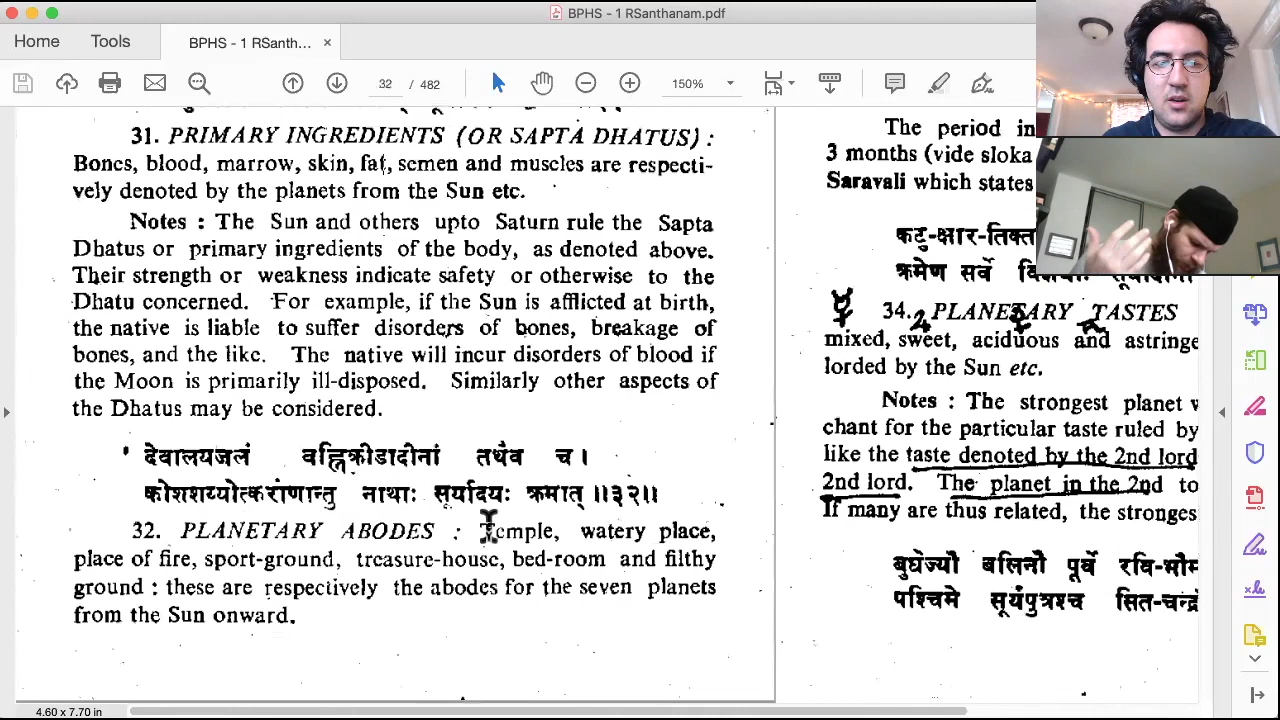 BPHS - 1 RSanthanam.pdf
Home
Tools
BPHS - 1 RSanth...
32 / 482
150%
31. PRIMARY INGREDIENTS (OR SAPTA DHATUS) :
Bones, blood, marrow, skin, fat, semen and muscles are respecti-
vely denoted by the planets from the Sun etc.
Notes : The Sun and others upto Saturn rule the Sapta
Dhatus or primary ingredients of the body, as denoted above.
Their strength or weakness indicate safety or otherwise to the
Dhatu concerned. For example, if the Sun is afflicted at birth,
the native is liable to suffer disorders of bones, breakage of
bones, and the like. The native will incur disorders of blood if
the Moon is primarily ill-disposed. Similarly other aspects of
the Dhatus may be considered.
देवालयजलं वह्निक्रीडादीनां तथैव च।
कोशशय्योत्कराणान्तु नाथाः सूर्यादयः क्रमात् ॥३२॥
32. PLANETARY ABODES : Temple, watery place,
place of fire, sport-ground, treasure-house, bed-room and filthy
ground : these are respectively the abodes for the seven planets
from the Sun onward.
The period in
3 months (vide sloka
Saravali which states
कटु-क्षार-तिक्त
क्रमेण सर्वे
34. PLANETARY TASTES
mixed, sweet, aciduous and astringe
lorded by the Sun etc.
Notes : The strongest planet w
chant for the particular taste ruled by
like the taste denoted by the 2nd lord
2nd lord. The planet in the 2nd to
If many are thus related, the stronges
बुधेज्यौ बलिनौ पूर्वे रवि-भौम
पश्चिमे सूर्यपुत्रश्च सित-चन्द्र
4.60 x 7.70 in